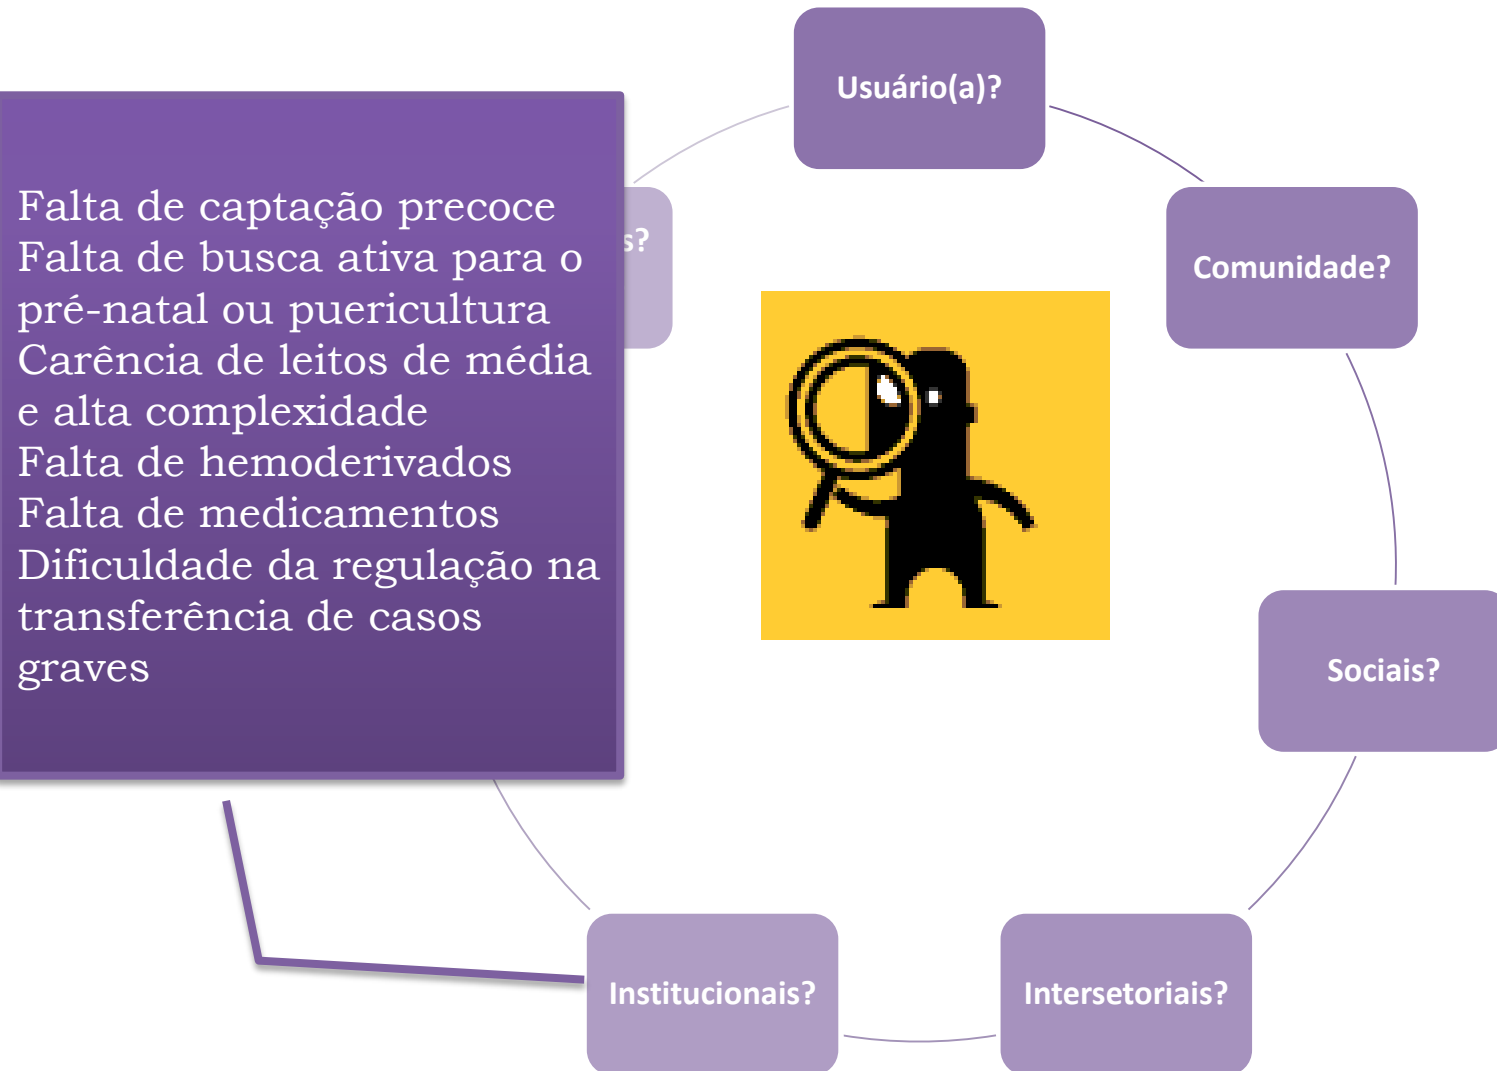 Usuário(a)?
Falta de captação precoce
Falta de busca ativa para o
pré-natal ou puericultura
Carência de leitos de média
e alta complexidade
Falta de hemoderivados
Falta de medicamentos
Dificuldade da regulação na
transferência de casos
graves
Comunidade?
Sociais?
Institucionais?
Intersetoriais?